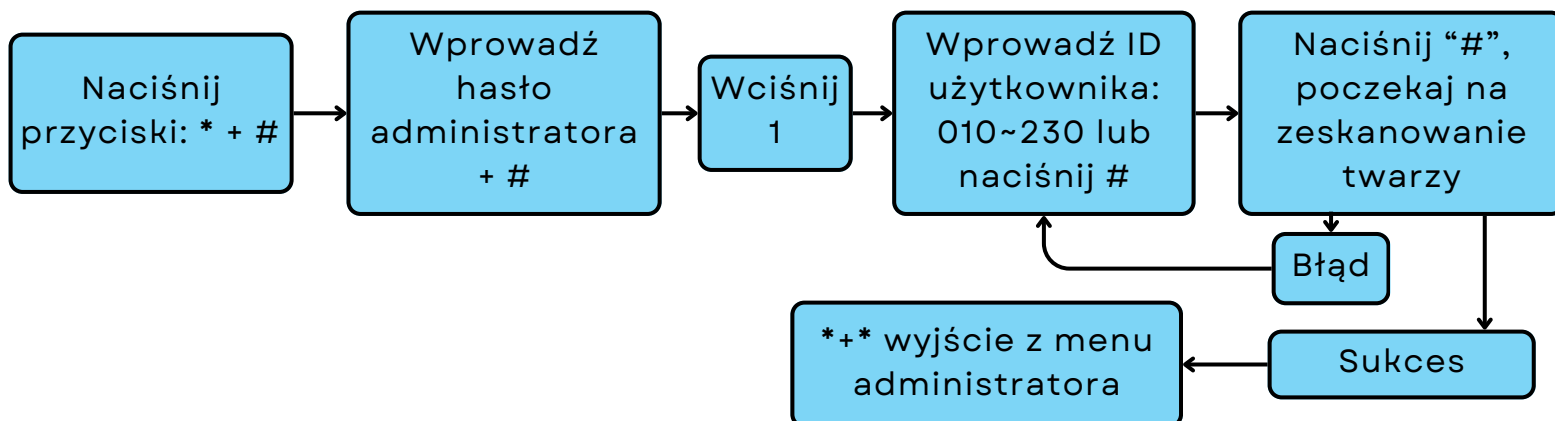 Naciśnij
przyciski: * + #
Wprowadź
hasło
administratora
+ #
Wciśnij
1
Wprowadź ID
użytkownika:
010~230 lub
naciśnij #
Naciśnij “#”,
poczekaj na
zeskanowanie
twarzy
Błąd
Sukces
*+* wyjście z menu
administratora